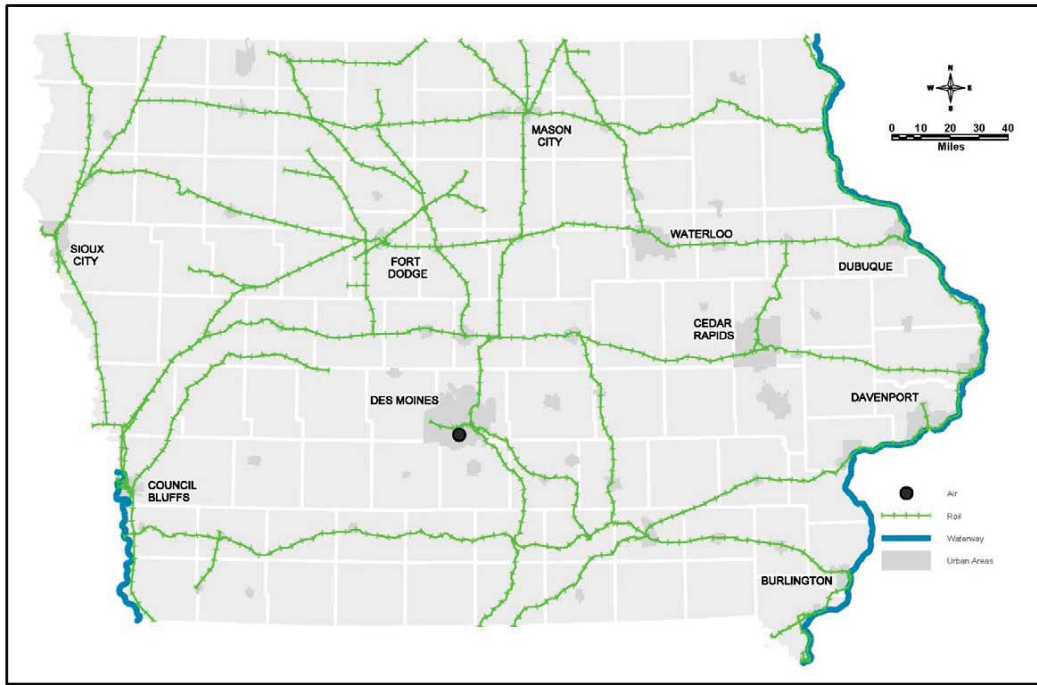 N
W E
S
0 10 20 30 40
Miles
MASON
CITY
SIOUX
CITY
FORT
DODGE
WATERLOO
DUBUQUE
CEDAR
RAPIDS
DES MOINES
DAVENPORT
COUNCIL
BLUFFS
BURLINGTON
Air
Rail
Waterway
Urban Areas